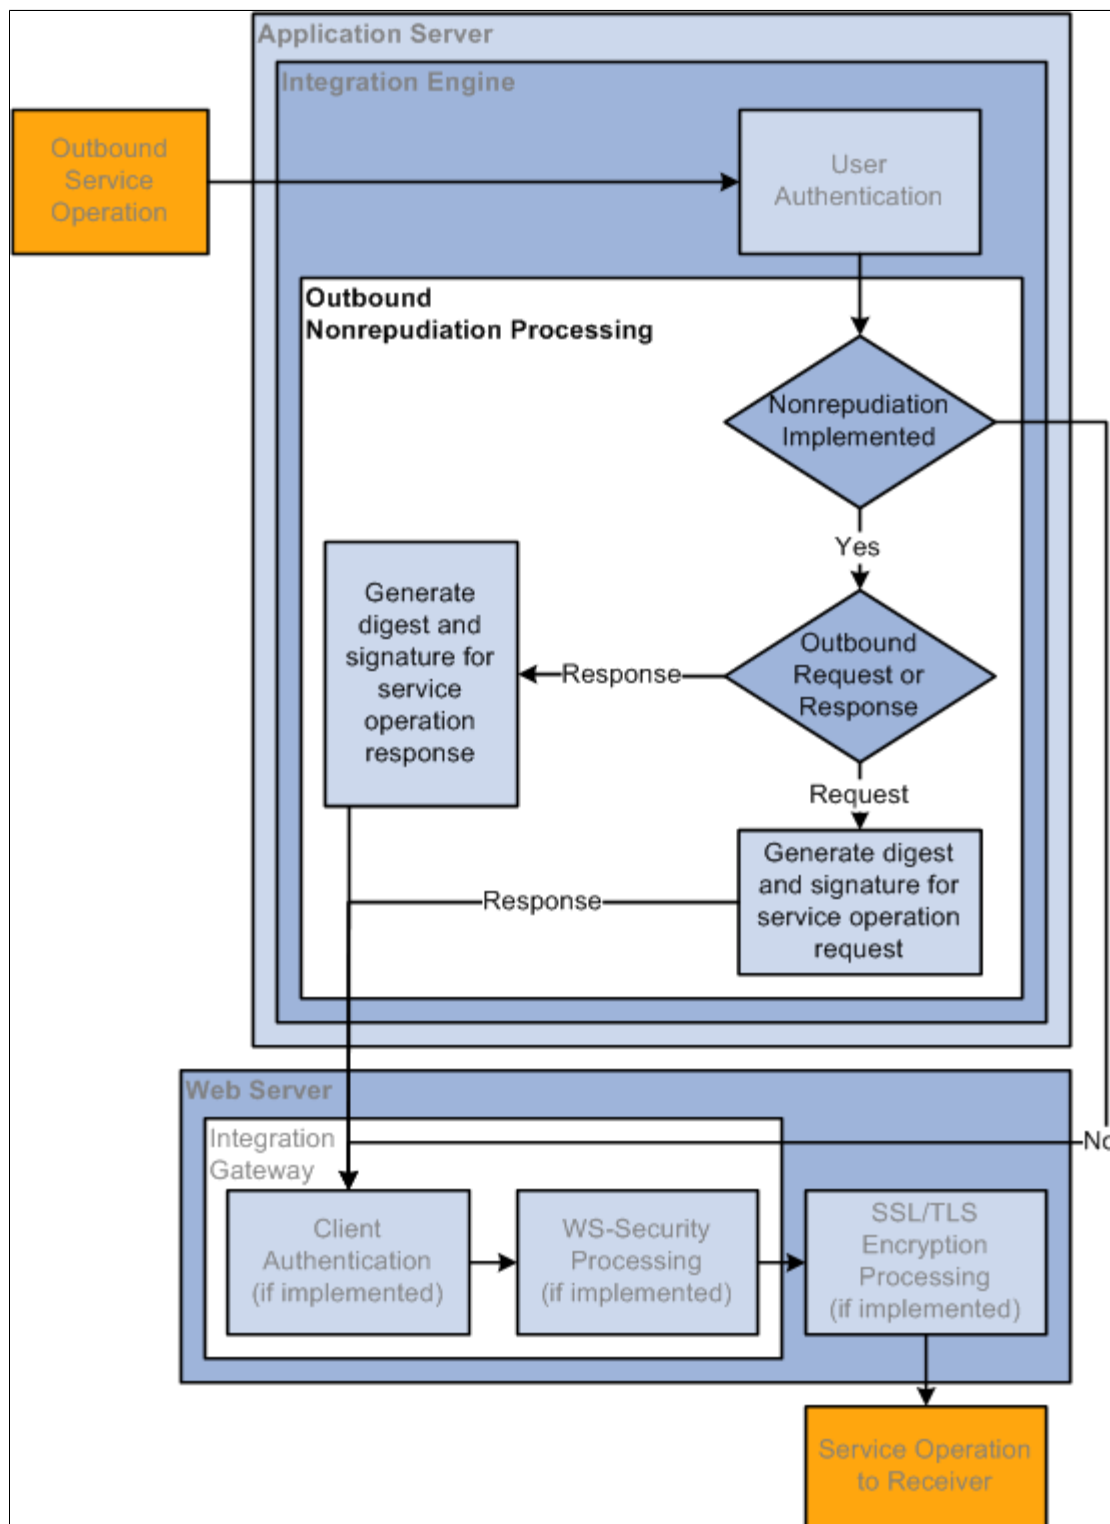 Application Server
Integration Engine
Outbound
Service
Operation
User
Authentication
Outbound
Nonrepudiation Processing
Nonrepudiation
Implemented
Yes
Generate
digest and
signature for
service
operation
response
Response
Outbound
Request or
Response
Request
Generate digest
and signature for
service operation
request
Response
Web Server
Integration
Gateway
No
Client
Authentication
(if implemented)
WS-Security
Processing
(if implemented)
SSL/TLS
Encryption
Processing
(if implemented)
Service Operation
to Receiver